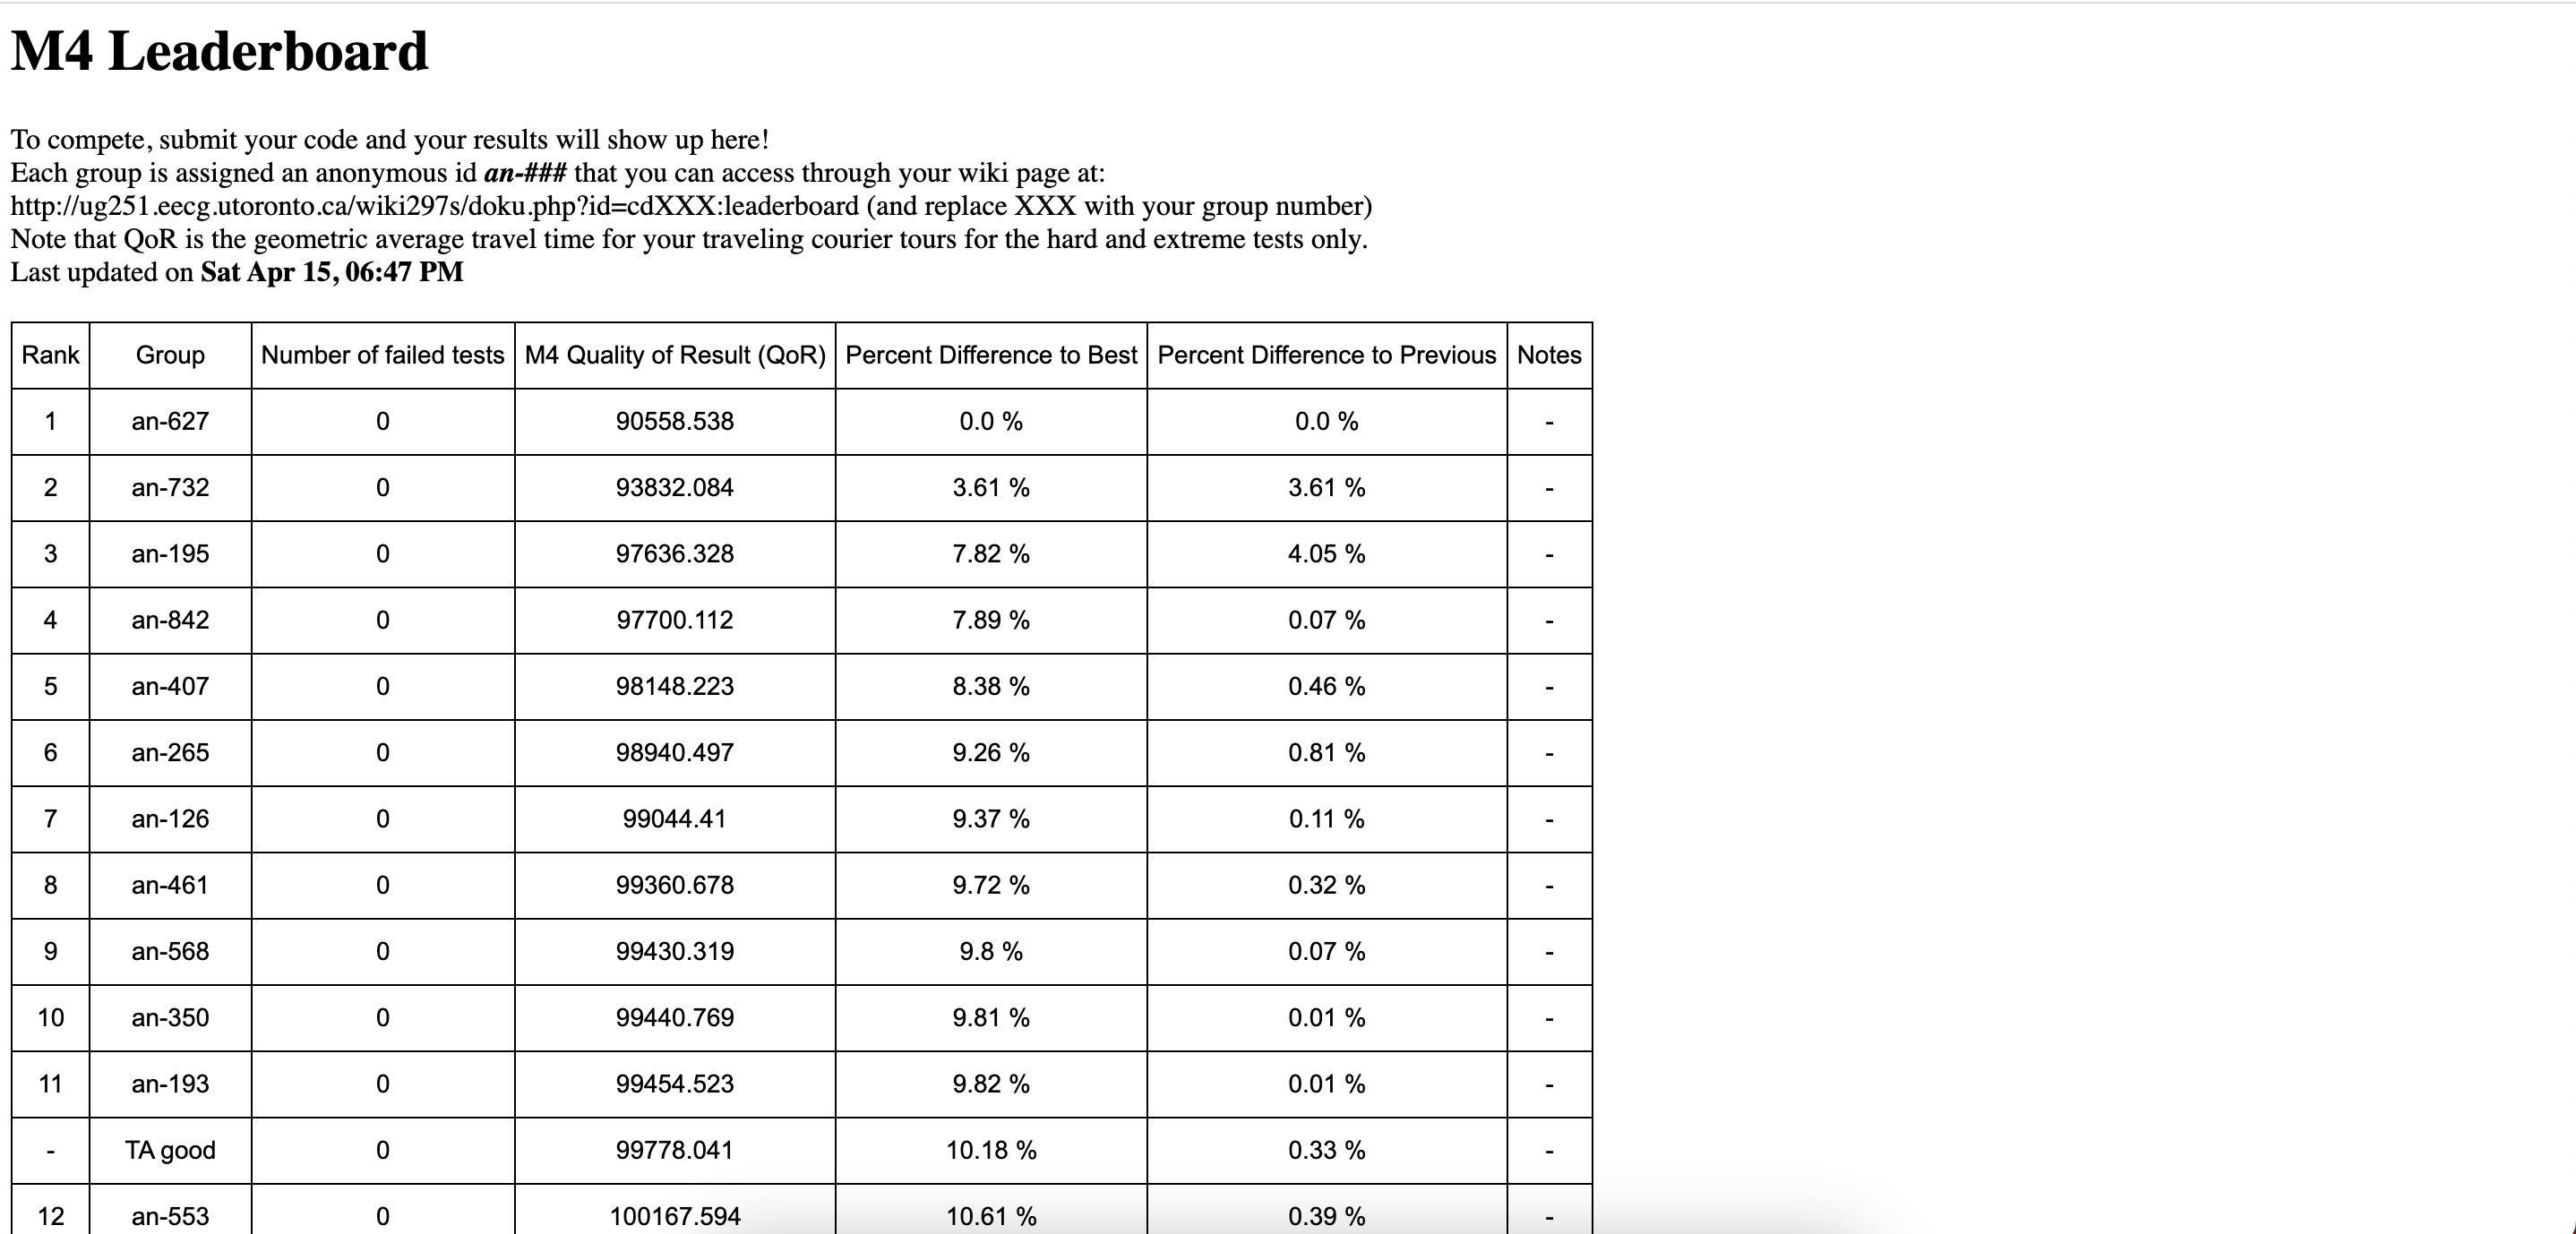 M4 Leaderboard
To compete, submit your code and your results will show up here!
Each group is assigned an anonymous id an-### that you can access through your wiki page at:
http://ug251.eecg.utoronto.ca/wiki297s/doku.php?id=cdXXX:leaderboard (and replace XXX with your group number)
Note that QoR is the geometric average travel time for your traveling courier tours for the hard and extreme tests only.
Last updated on Sat Apr 15, 06:47 PM
Rank Group Number of failed tests M4 Quality of Result (QoR) Percent Difference to Best Percent Difference to Previous Notes
1 an-627 0 90558.538 0.0 % 0.0 % -
2 an-732 0 93832.084 3.61 % 3.61 % -
3 an-195 0 97636.328 7.82 % 4.05 % -
4 an-842 0 97700.112 7.89 % 0.07 % -
5 an-407 0 98148.223 8.38 % 0.46 % -
6 an-265 0 98940.497 9.26 % 0.81 % -
7 an-126 0 99044.41 9.37 % 0.11 % -
8 an-461 0 99360.678 9.72 % 0.32 % -
9 an-568 0 99430.319 9.8 % 0.07 % -
10 an-350 0 99440.769 9.81 % 0.01 % -
11 an-193 0 99454.523 9.82 % 0.01 % -
- TA good 0 99778.041 10.18 % 0.33 % -
12 an-553 0 100167.594 10.61 % 0.39 % -